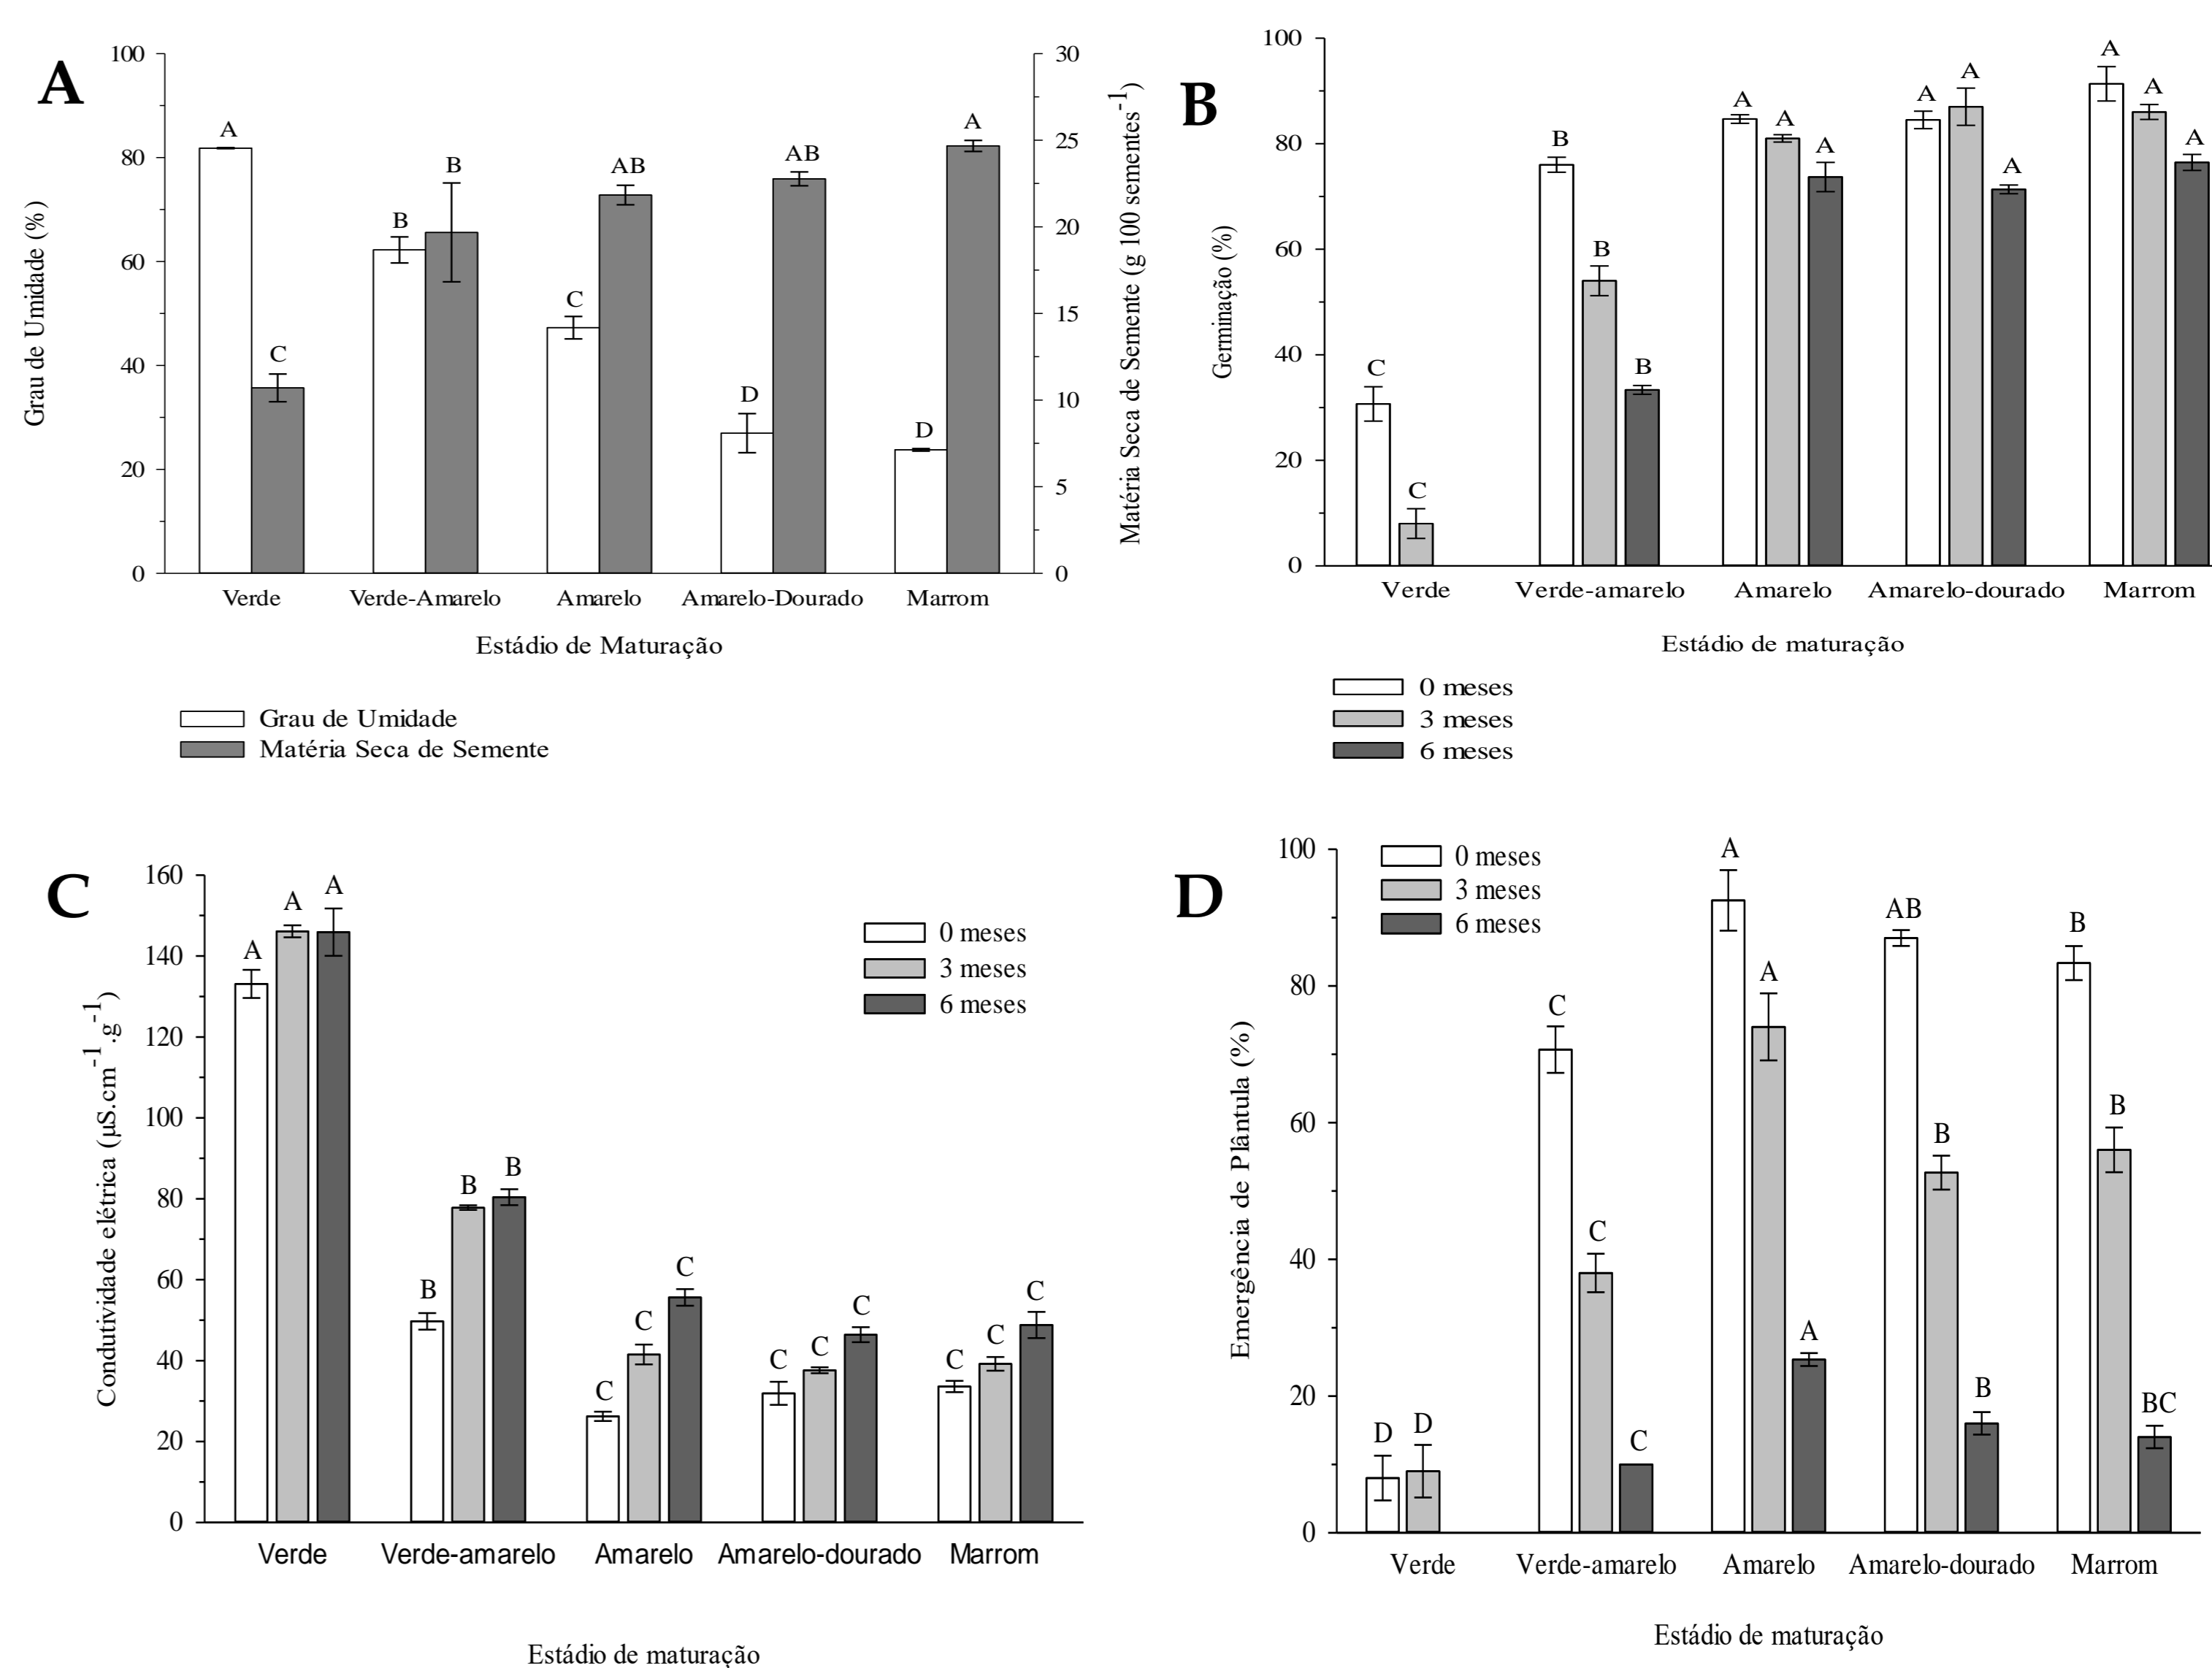 A
Grau de Umidade (%)
100
80
60
40
20
0
A
C
B
B
C
AB
D
AB
D
A
30
25
20
15
10
5
0
Matéria Seca de Semente (g 100 sementes⁻¹)
Verde Verde-Amarelo Amarelo Amarelo-Dourado Marrom
Estádio de Maturação
Grau de Umidade
Matéria Seca de Semente
B
Germinação (%)
100
80
60
40
20
0
C
C
B
B
B
A
A
A
A
A
A
A
A
A
Verde Verde-amarelo Amarelo Amarelo-dourado Marrom
Estádio de maturação
0 meses
3 meses
6 meses
C
Condutividade elétrica (µS.cm⁻¹.g⁻¹)
160
140
120
100
80
60
40
20
0
A
A
A
B
B
B
C
C
C
C
C
C
C
C
C
0 meses
3 meses
6 meses
Verde Verde-amarelo Amarelo Amarelo-dourado Marrom
Estádio de maturação
D
Emergência de Plântula (%)
100
80
60
40
20
0
0 meses
3 meses
6 meses
D
D
C
C
C
A
A
A
AB
B
B
B
B
BC
Verde Verde-amarelo Amarelo Amarelo-dourado Marrom
Estádio de maturação